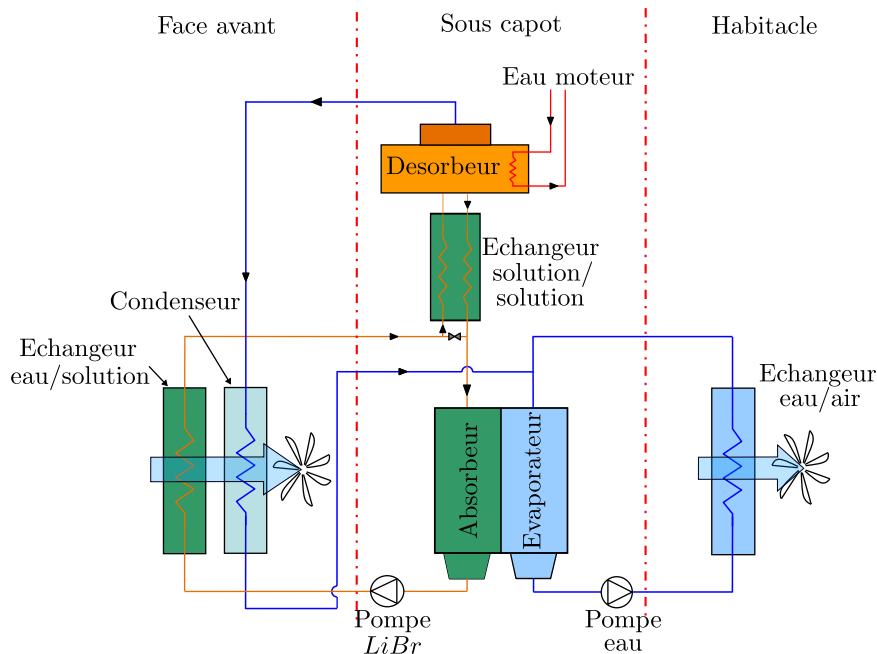 Face avant
Sous capot
Habitacle
Eau moteur
Desorbeur
Echangeur
solution/
solution
Condenseur
Echangeur
eau/solution
Echangeur
eau/air
Absorbeur
Evaporateur
Pompe
LiBr
Pompe
eau